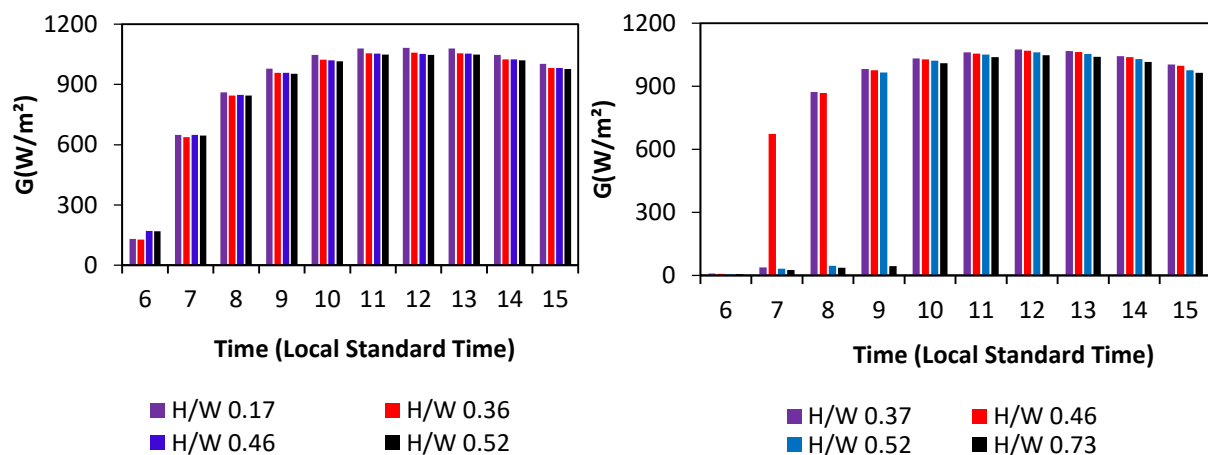 1200
900
600
300
0
G(W/m²)
6 7 8 9 10 11 12 13 14 15
Time (Local Standard Time)
H/W 0.17 H/W 0.36
H/W 0.46 H/W 0.52
1200
900
600
300
0
G(W/m²)
6 7 8 9 10 11 12 13 14 15
Time (Local Standard Time)
H/W 0.37 H/W 0.46
H/W 0.52 H/W 0.73